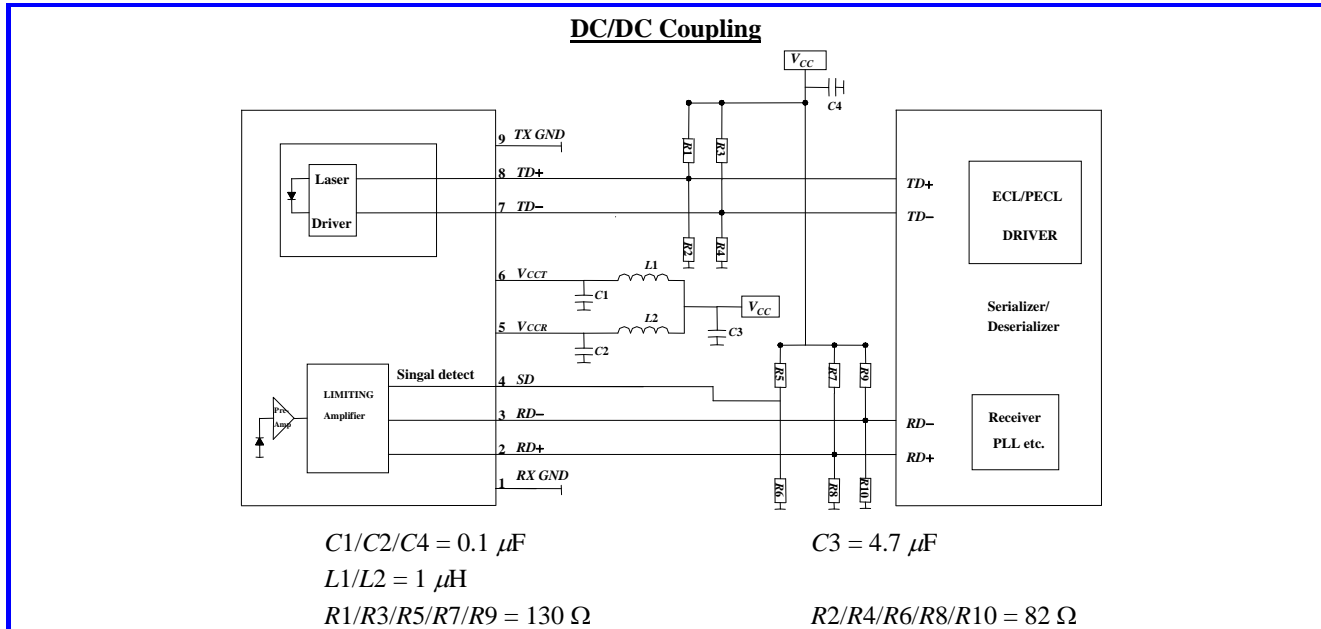 DC/DC Coupling
VCC
C4
9 TX GND
R1
R3
Laser
Driver
8 TD+
TD+
7 TD−
TD−
ECL/PECL
DRIVER
R2
R4
6 VCCT
L1
C1
VCC
5 VCCR
L2
C2
C3
Serializer/
Deserializer
R5
R7
R9
Singal detect
4 SD
LIMITING
Amplifier
Pre-
Amp
3 RD−
RD−
Receiver
PLL etc.
2 RD+
RD+
1 RX GND
R6
R8
R10
C1/C2/C4 = 0.1 μF
C3 = 4.7 μF
L1/L2 = 1 μH
R1/R3/R5/R7/R9 = 130 Ω
R2/R4/R6/R8/R10 = 82 Ω